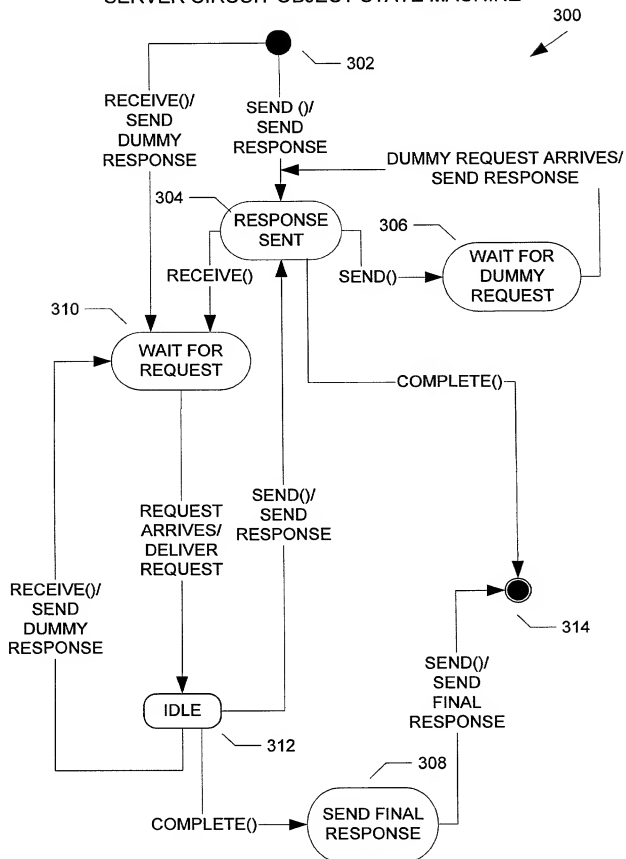 SERVER CIRCUIT OBJECT STATE MACHINE
300
302
RECEIVE()/
SEND
DUMMY
RESPONSE
SEND ()/
SEND
RESPONSE
DUMMY REQUEST ARRIVES/
SEND RESPONSE
304
RESPONSE
SENT
306
WAIT FOR
DUMMY
REQUEST
RECEIVE()
SEND()
310
WAIT FOR
REQUEST
COMPLETE()
REQUEST
ARRIVES/
DELIVER
REQUEST
SEND()/
SEND
RESPONSE
RECEIVE()/
SEND
DUMMY
RESPONSE
314
SEND()/
SEND
FINAL
RESPONSE
IDLE
312
308
COMPLETE()
SEND FINAL
RESPONSE